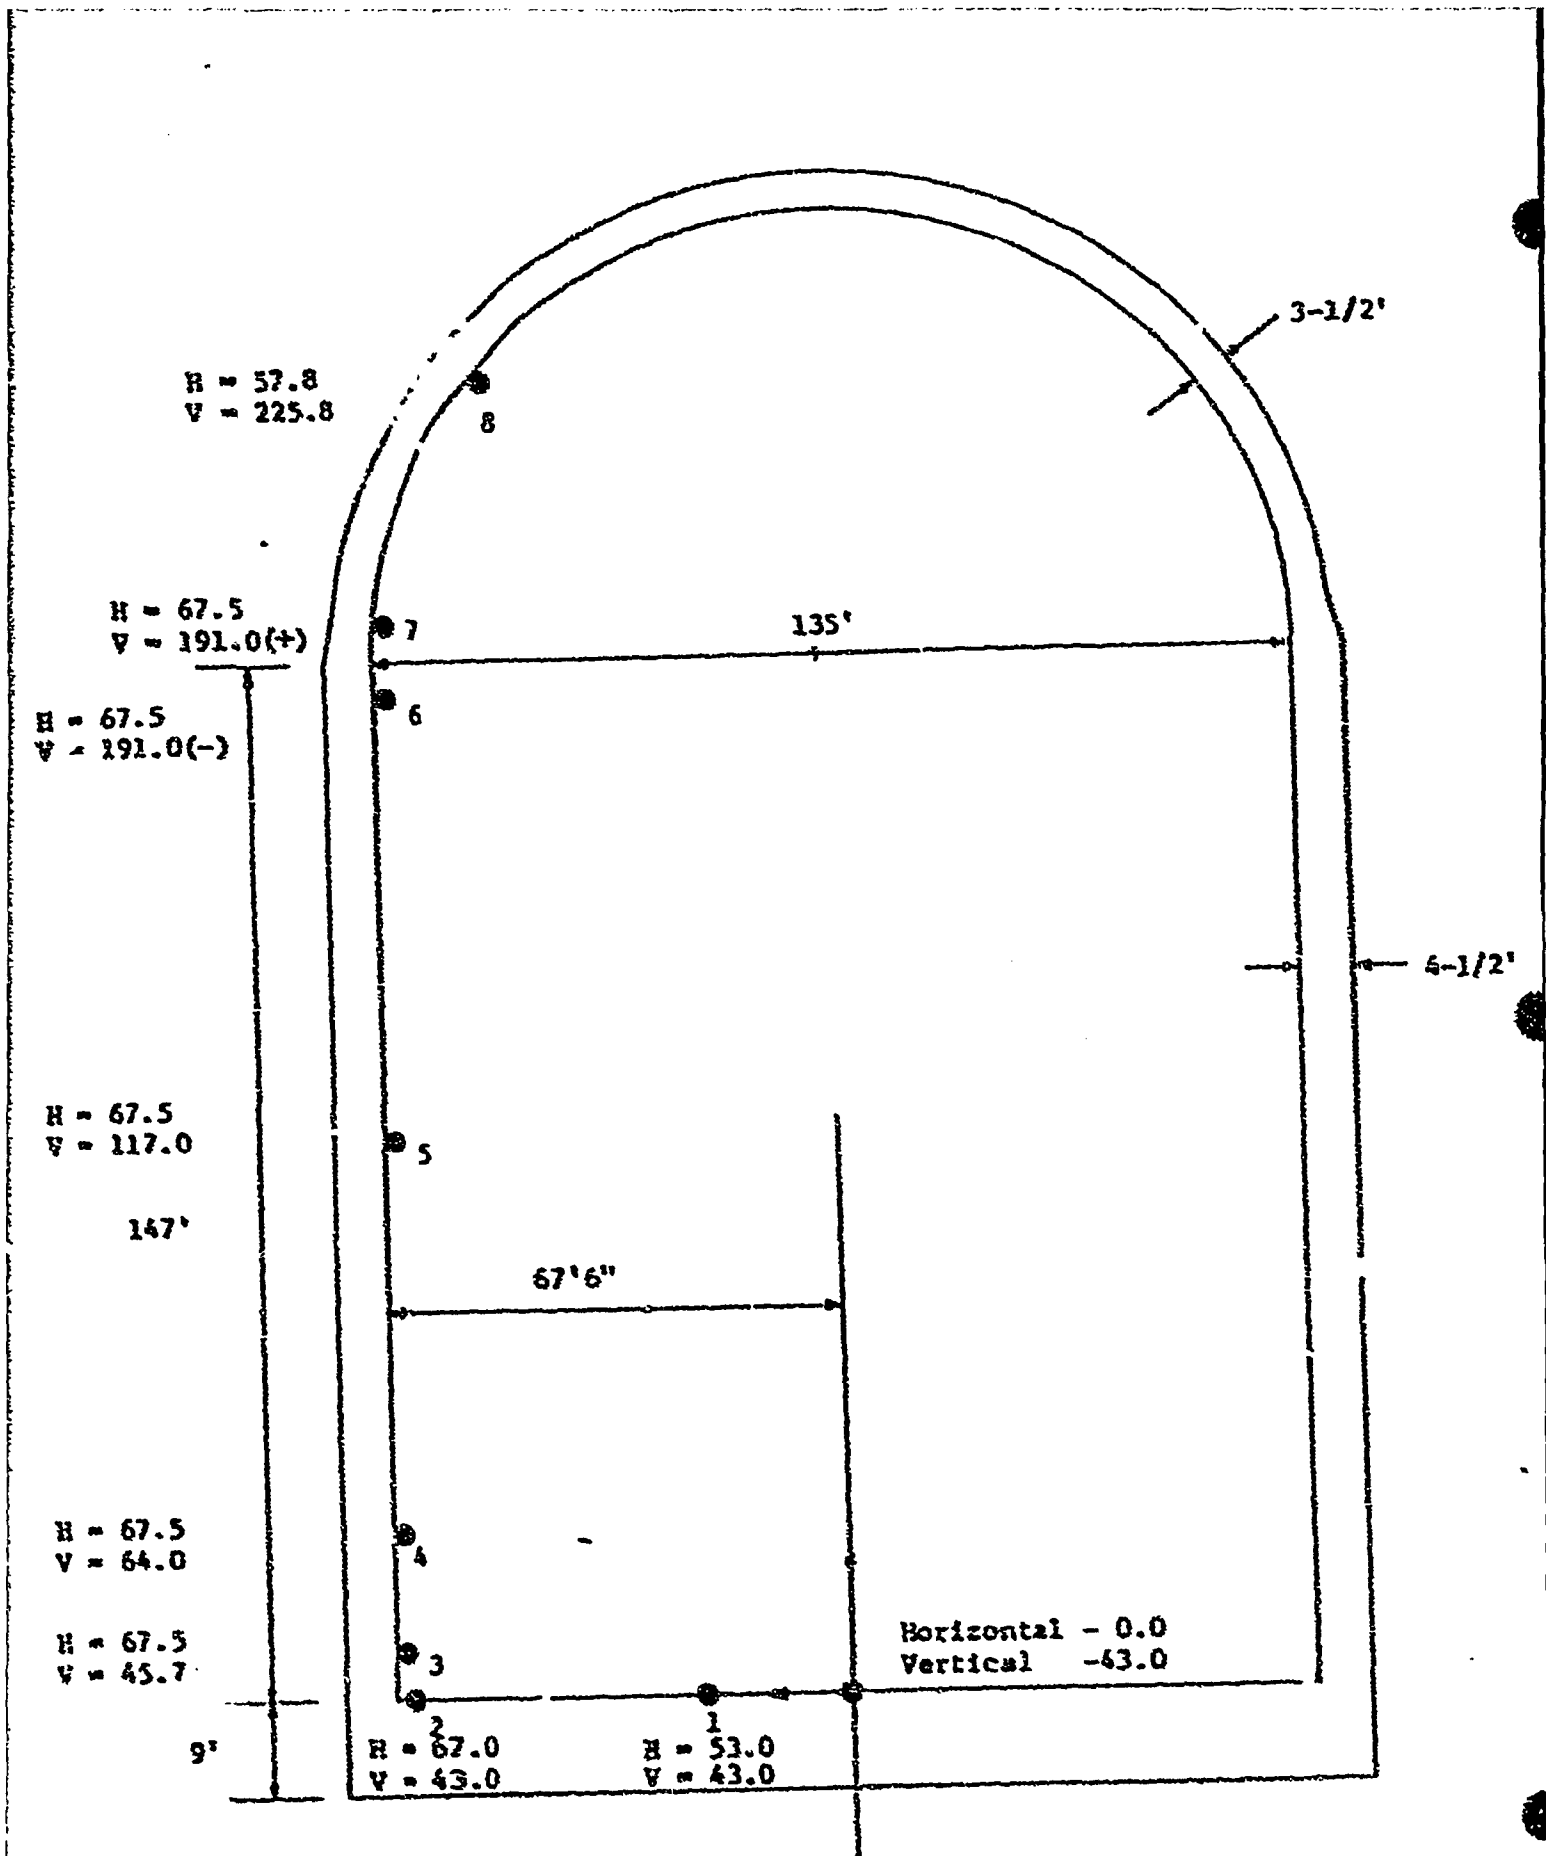 3-1/2'
H = 57.8
V = 225.8
8
H = 67.5
V = 191.0(+)
7
135'
6
H = 67.5
V = 191.0(-)
4-1/2'
H = 67.5
V = 117.0
5
147'
67'6"
H = 67.5
V = 64.0
4
H = 67.5
V = 45.7
3
Horizontal - 0.0
Vertical -43.0
2
1
9'
H = 67.0
V = 43.0
H = 53.0
V = 43.0